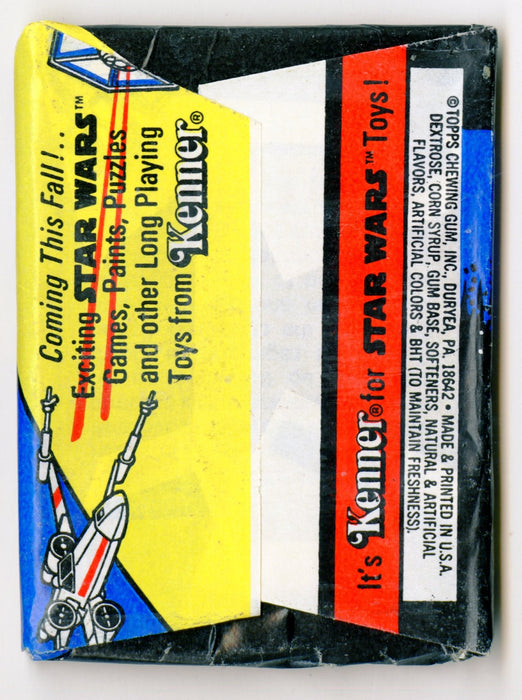 Coming This Fall!..
Exciting STAR WARS™
Games, Paints, Puzzles
and other Long Playing
Toys from Kenner®
It's Kenner® for STAR WARS™ Toys!
© TOPPS CHEWING GUM, INC., DURYEA, PA. 18642 • MADE & PRINTED IN U.S.A.
DEXTROSE, CORN SYRUP, GUM BASE, SOFTENERS, NATURAL & ARTIFICIAL
FLAVORS, ARTIFICIAL COLORS & BHT (TO MAINTAIN FRESHNESS).